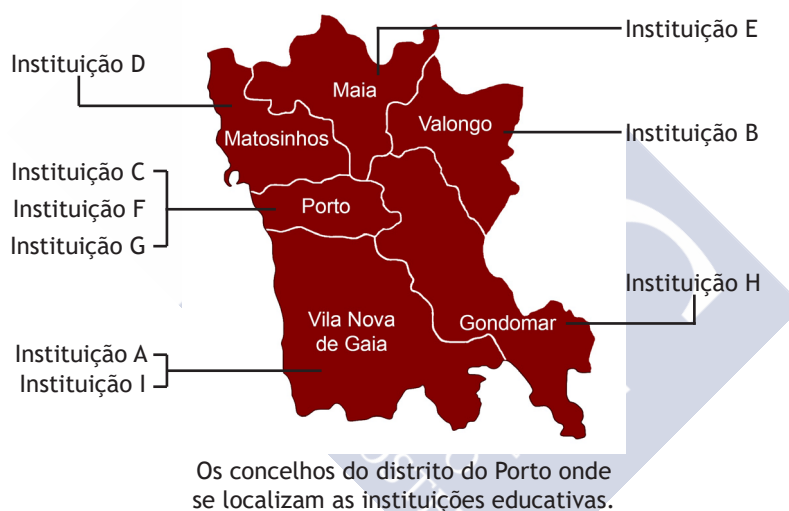 Instituição E
Instituição D
Maia
Valongo
Matosinhos
Instituição B
Instituição C
Instituição F
Porto
Instituição G
Instituição H
Vila Nova
de Gaia
Gondomar
Instituição A
Instituição I
Os concelhos do distrito do Porto onde
se localizam as instituições educativas.